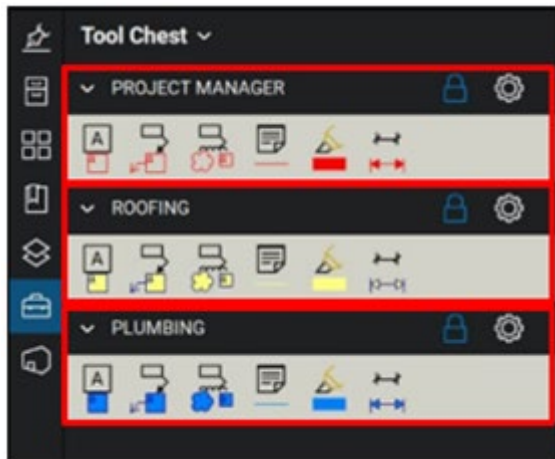 Tool Chest
PROJECT MANAGER
A
ROOFING
A
PLUMBING
A